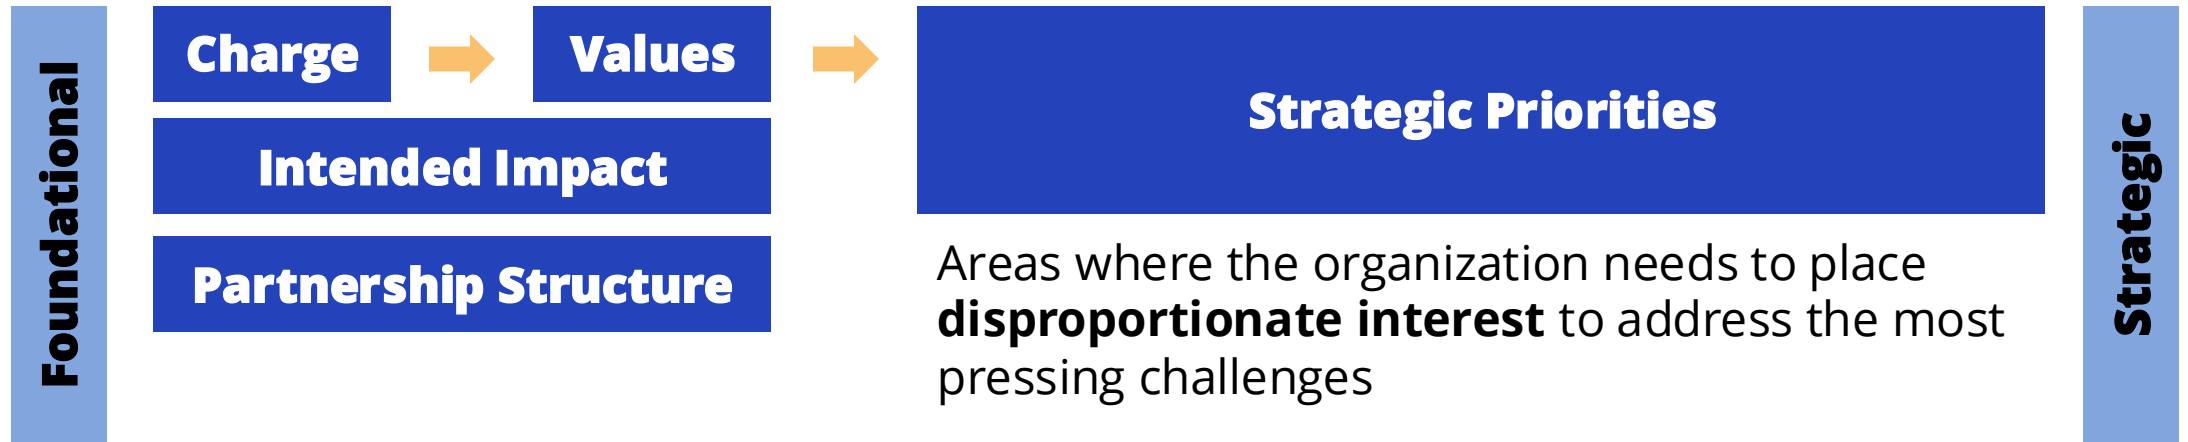 Foundational
Charge
Values
Intended Impact
Partnership Structure
Strategic Priorities
Areas where the organization needs to place
disproportionate interest to address the most
pressing challenges
Strategic